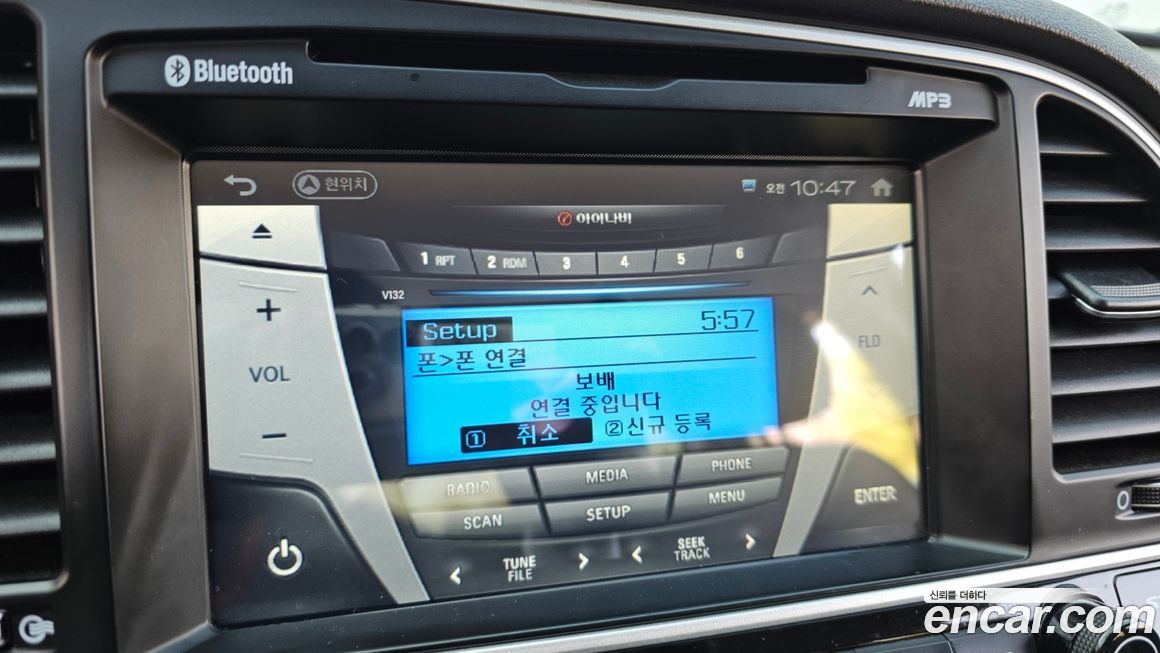 Bluetooth
MP3
현위치
오전 10:47
아이나비
1 RPT
2 RDM
3
4
5
6
V132
Setup
5:57
폰>폰 연결
보배
연결 중입니다
① 취소
②신규 등록
+
VOL
−
FLD
RADIO
MEDIA
PHONE
SCAN
SETUP
MENU
ENTER
< TUNE FILE >
< SEEK TRACK >
0
신뢰를 더하다
encar.com